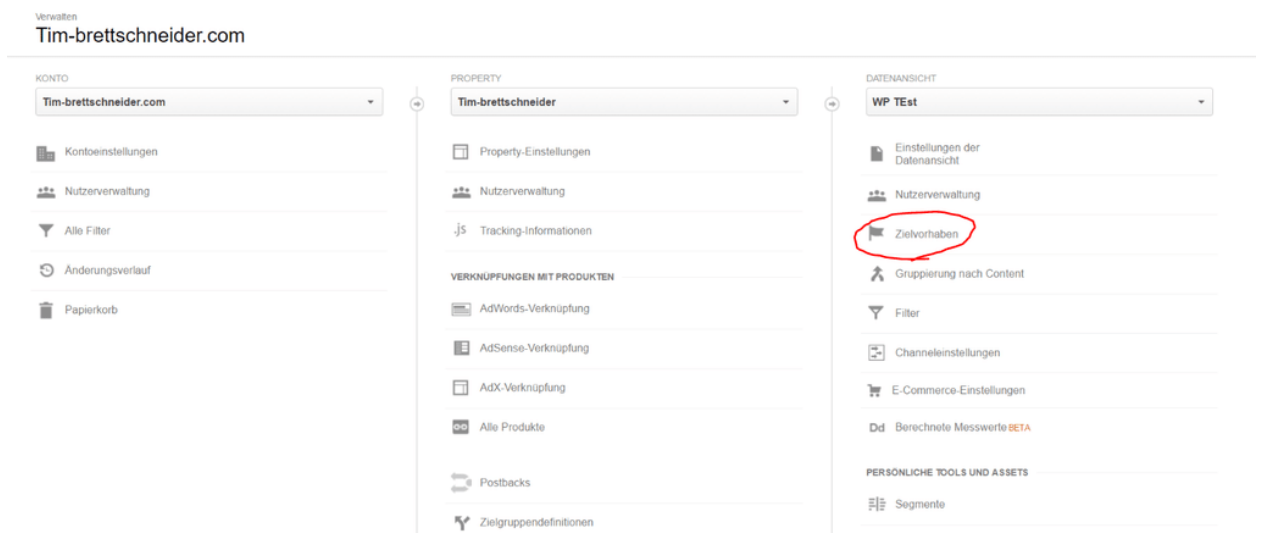 Verwalten
Tim-brettschneider.com
KONTO
Tim-brettschneider.com
Kontoeinstellungen
Nutzerverwaltung
Alle Filter
Änderungsverlauf
Papierkorb
PROPERTY
Tim-brettschneider
Property-Einstellungen
Nutzerverwaltung
.js Tracking-Informationen
VERKNÜPFUNGEN MIT PRODUKTEN
AdWords-Verknüpfung
AdSense-Verknüpfung
AdX-Verknüpfung
Alle Produkte
Postbacks
Zielgruppendefinitionen
DATENANSICHT
WP TEst
Einstellungen der
Datenansicht
Nutzerverwaltung
Zielvorhaben
Gruppierung nach Content
Filter
Channeleinstellungen
E-Commerce-Einstellungen
Dd Berechnete Messwerte BETA
PERSÖNLICHE TOOLS UND ASSETS
Segmente